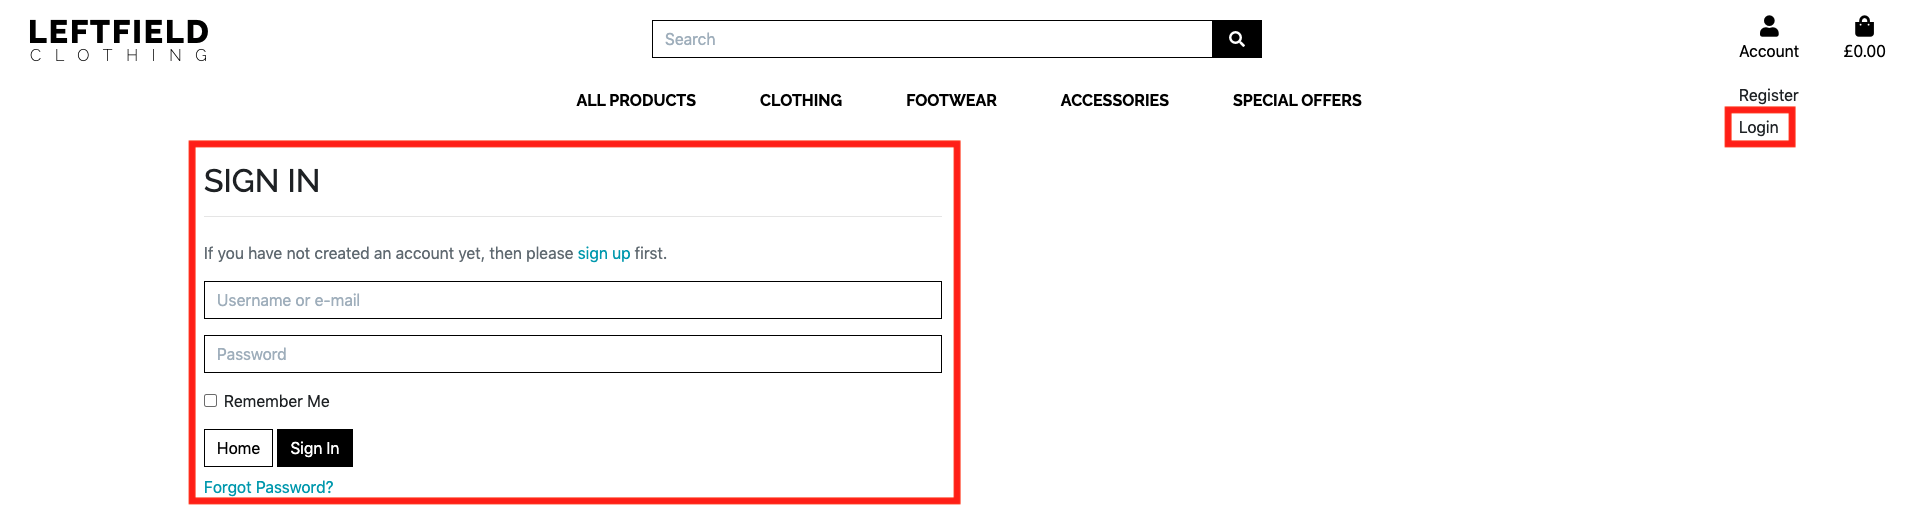 LEFTFIELD
CLOTHING
Search
Account
£0.00
ALL PRODUCTS CLOTHING FOOTWEAR ACCESSORIES SPECIAL OFFERS
Register
Login
SIGN IN
If you have not created an account yet, then please sign up first.
Username or e-mail
Password
Remember Me
Home Sign In
Forgot Password?